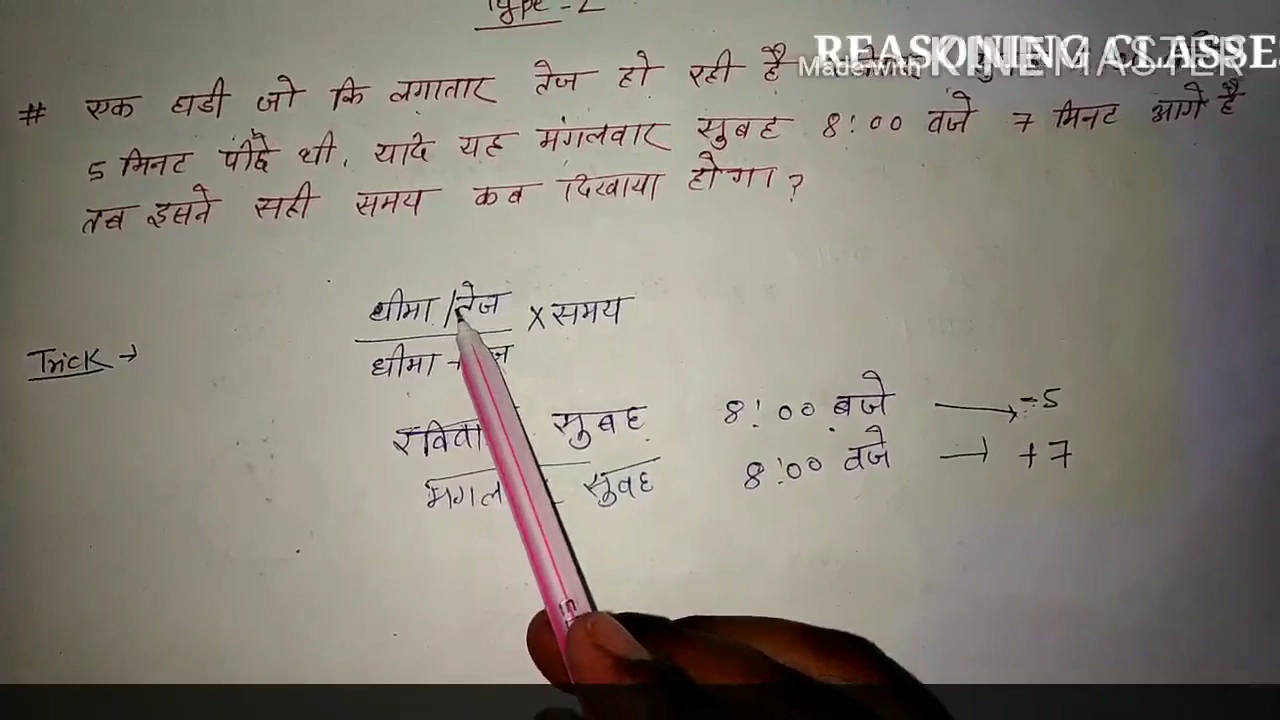 Type - 2
REASONING CLASSES
Made with KINEMASTER
# एक घडी जो कि लगातार तेज हो रही है
5 मिनट पीछे थी, यदि यह मंगलवार सुबह 8:00 बजे 7 मिनट आगे है
तब इसने सही समय कब दिखाया होगा?
धीमा / तेज × समय
Trick →
धीमा +
सुबह 8:00 बजे → -5
सुबह 8:00 बजे → +7